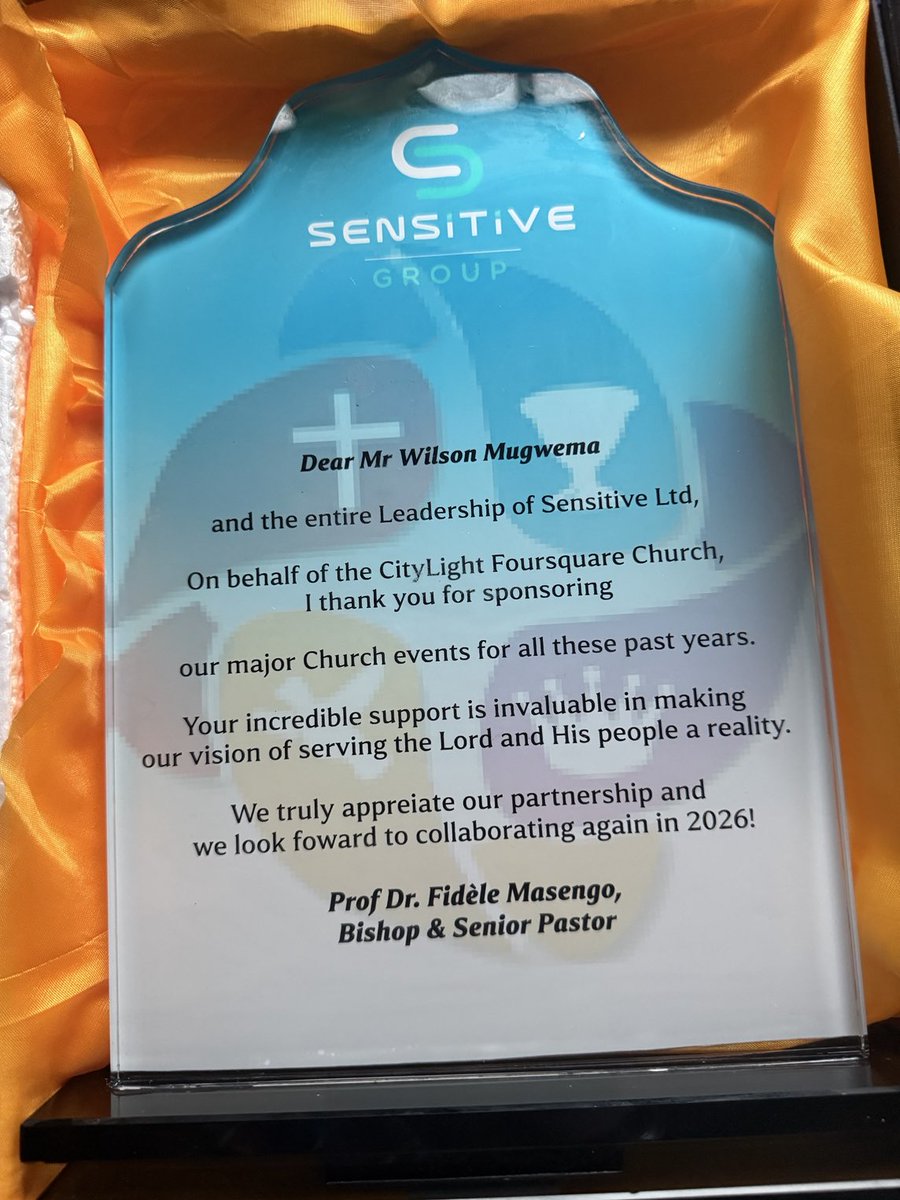 SENSiTiVE
GROUP
Dear Mr Wilson Mugwema
and the entire Leadership of Sensitive Ltd,
On behalf of the CityLight Foursquare Church,
I thank you for sponsoring
our major Church events for all these past years.
Your incredible support is invaluable in making
our vision of serving the Lord and His people a reality.
We truly appreiate our partnership and
we look foward to collaborating again in 2026!
Prof Dr. Fidèle Masengo,
Bishop & Senior Pastor